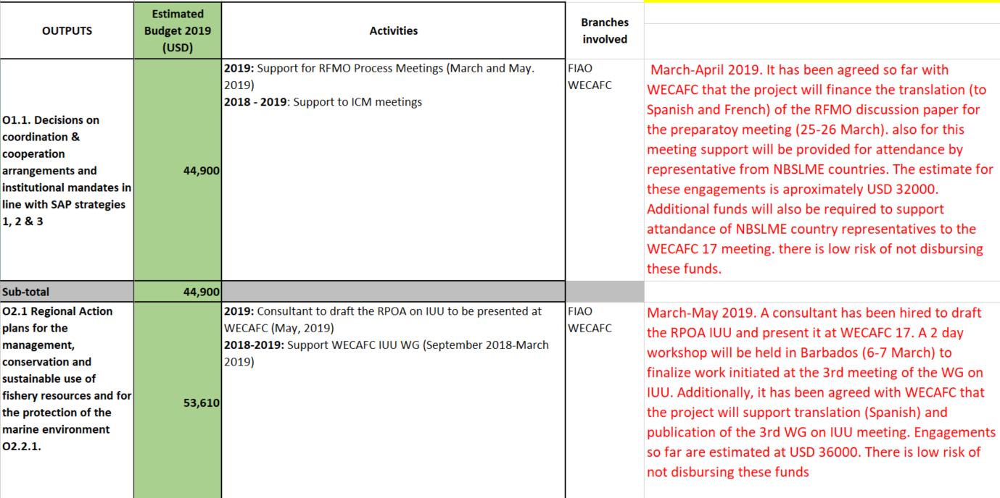 OUTPUTS
Estimated
Budget 2019
(USD)
Activities
Branches
involved
O1.1. Decisions on
coordination &
cooperation
arrangements and
institutional mandates in
line with SAP strategies
1, 2 & 3
44,900
2019: Support for RFMO Process Meetings (March and May.
2019)
2018 - 2019: Support to ICM meetings
FIAO
WECAFC
March-April 2019. It has been agreed so far with
WECAFC that the project will finance the translation (to
Spanish and French) of the RFMO discussion paper for
the preparatoy meeting (25-26 March). also for this
meeting support will be provided for attendance by
representative from NBSLME countries. The estimate for
these engagements is aproximately USD 32000.
Additional funds will also be required to support
attandance of NBSLME country representatives to the
WECAFC 17 meeting. there is low risk of not disbursing
these funds.
Sub-total
44,900
O2.1 Regional Action
plans for the
management,
conservation and
sustainable use of
fishery resources and for
the protection of the
marine environment
O2.2.1.
53,610
2019: Consultant to draft the RPOA on IUU to be presented at
WECAFC (May, 2019)
2018-2019: Support WECAFC IUU WG (September 2018-March
2019)
FIAO
WECAFC
March-May 2019. A consultant has been hired to draft
the RPOA IUU and present it at WECAFC 17. A 2 day
workshop will be held in Barbados (6-7 March) to
finalize work initiated at the 3rd meeting of the WG on
IUU. Additionally, it has been agreed with WECAFC that
the project will support translation (Spanish) and
publication of the 3rd WG on IUU meeting. Engagements
so far are estimated at USD 36000. There is low risk of
not disbursing these funds